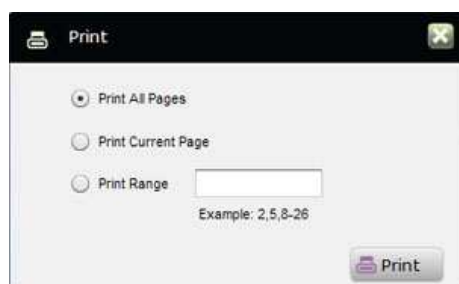 Print
Print All Pages
Print Current Page
Print Range
Example: 2,5,8-26
Print